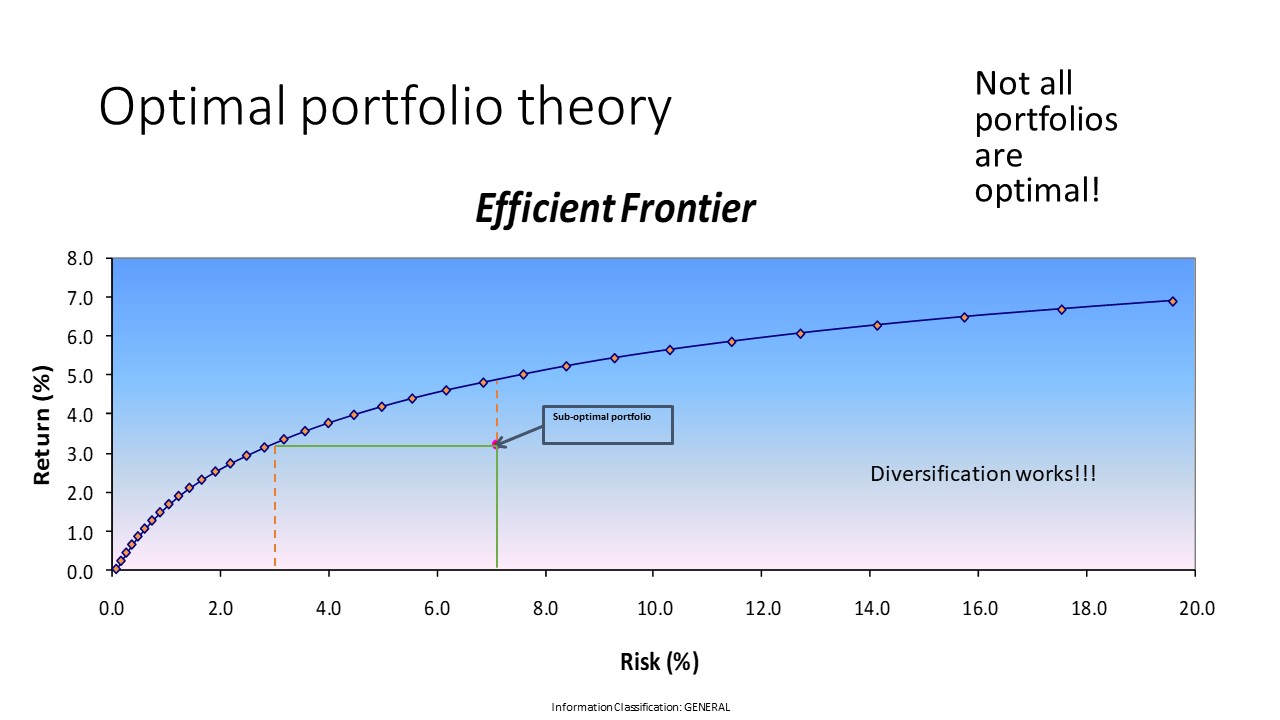 Optimal portfolio theory
Not all
portfolios
are
optimal!
Efficient Frontier
8.0
7.0
6.0
5.0
4.0
3.0
2.0
1.0
0.0
Return (%)
Sub-optimal portfolio
Diversification works!!!
0.0 2.0 4.0 6.0 8.0 10.0 12.0 14.0 16.0 18.0 20.0
Risk (%)
Information Classification: GENERAL